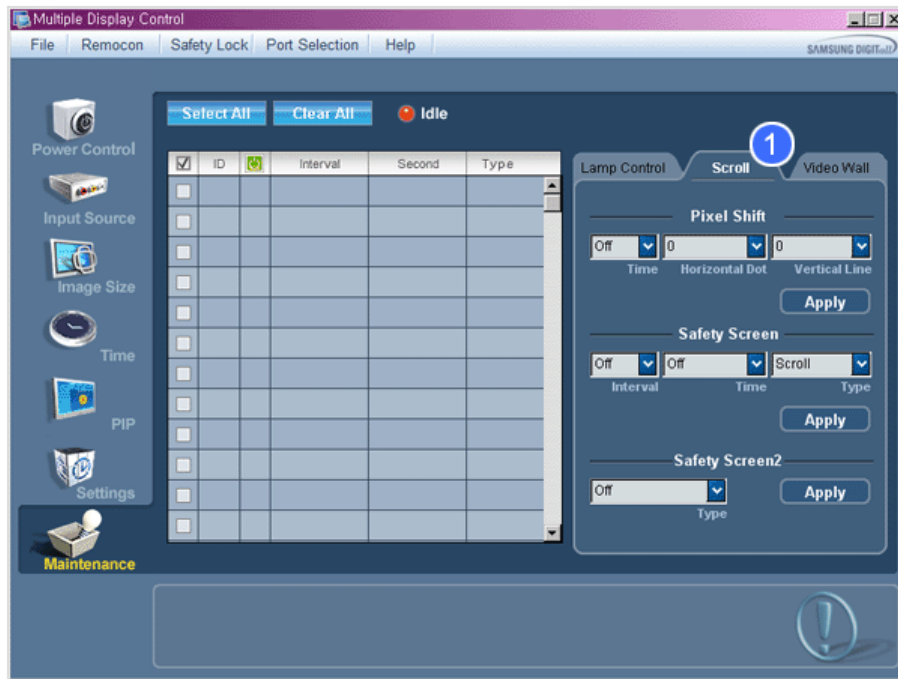 Multiple Display Control
File Remocon Safety Lock Port Selection Help
SAMSUNG DIGITall
Select All Clear All Idle
1
Power Control
Input Source
Image Size
Time
PIP
Settings
Maintenance
ID Interval Second Type
Lamp Control Scroll Video Wall
Pixel Shift
Off 0 0
Time Horizontal Dot Vertical Line
Apply
Safety Screen
Off Off Scroll
Interval Time Type
Apply
Safety Screen2
Off Apply
Type